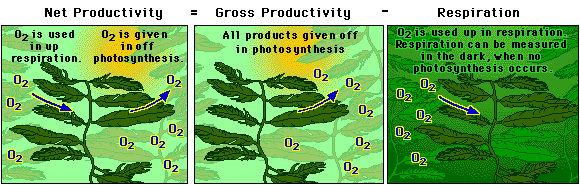 Net Productivity = Gross Productivity - Respiration
O₂ is used
in up
respiration.
O₂ is given
in off
photosynthesis.
O₂
O₂
O₂
O₂
O₂
O₂
O₂
O₂
All products given off
in photosynthesis
O₂
O₂
O₂
O₂
O₂
O₂
O₂
O₂ is used up in respiration
Respiration can be measured
in the dark, when no
photosynthesis occurs.
O₂
O₂
O₂
O₂
O₂